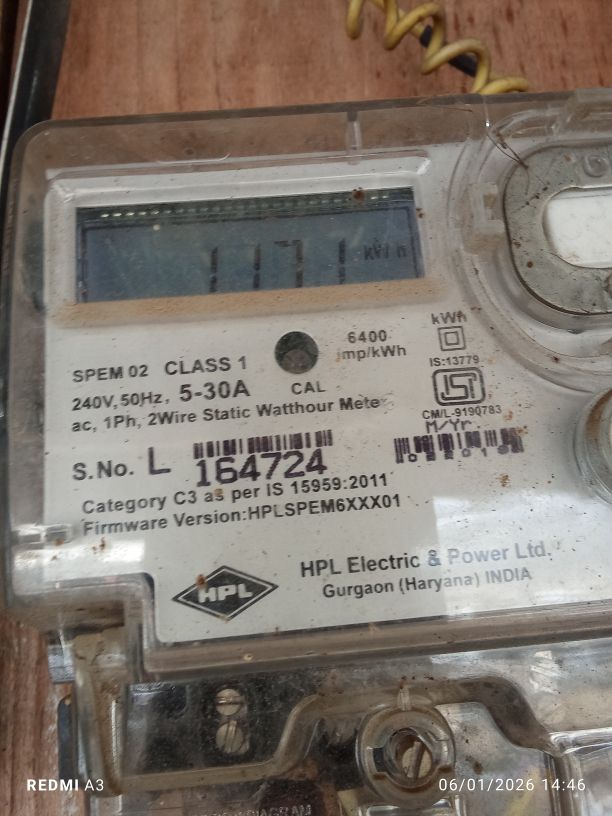 kWh
6400
imp/kWh
kWh
SPEM 02 CLASS 1
CAL
IS:13779
240V, 50Hz, 5-30A
ac, 1Ph, 2Wire Static Watthour Mete
CM/L-9190783
M/Yr
S.No. L 164724
Category C3 as per IS 15959:2011
Firmware Version:HPLSPEM6XXX01
HPL
HPL Electric & Power Ltd.
Gurgaon (Haryana) INDIA
REDMI A3
06/01/2026 14:46